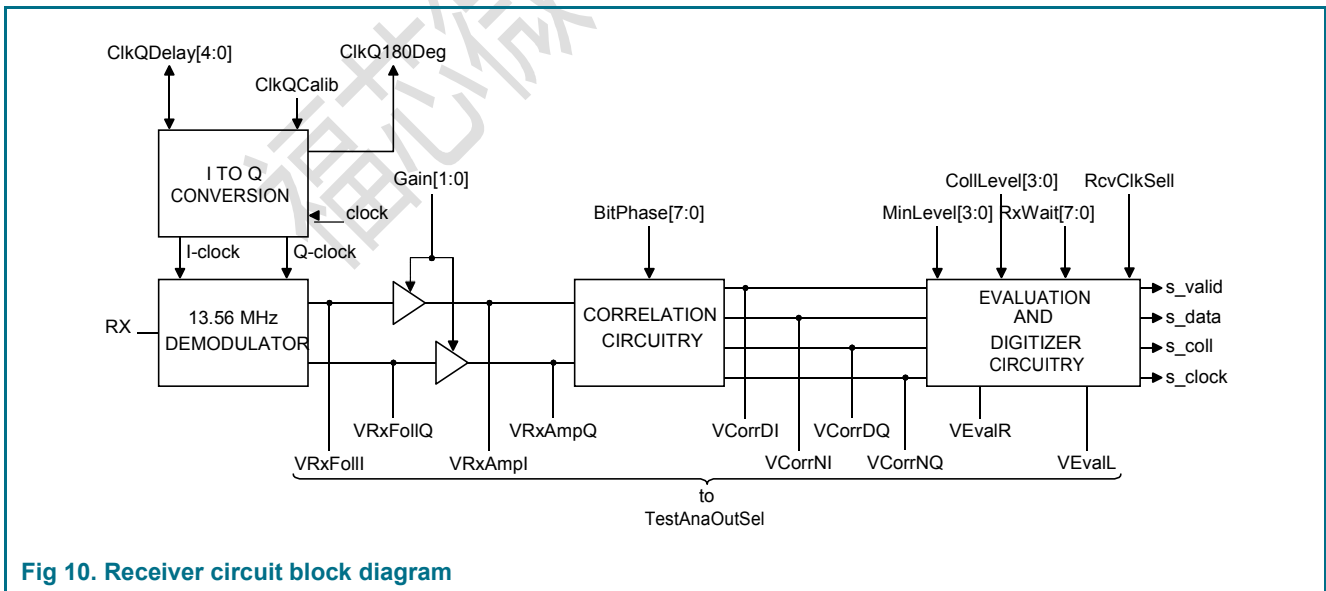 福芯微
ClkQDelay[4:0]
ClkQ180Deg
ClkQCalib
I TO Q
CONVERSION
clock
I-clock
Q-clock
Gain[1:0]
BitPhase[7:0]
CollLevel[3:0]
RcvClkSell
MinLevel[3:0]
RxWait[7:0]
RX
13.56 MHz
DEMODULATOR
CORRELATION
CIRCUITRY
EVALUATION
AND
DIGITIZER
CIRCUITRY
s_valid
s_data
s_coll
s_clock
VRxFollQ
VRxAmpQ
VCorrDI
VCorrDQ
VEvalR
VRxFollI
VRxAmpI
VCorrNI
VCorrNQ
VEvalL
to
TestAnaOutSel
Fig 10. Receiver circuit block diagram